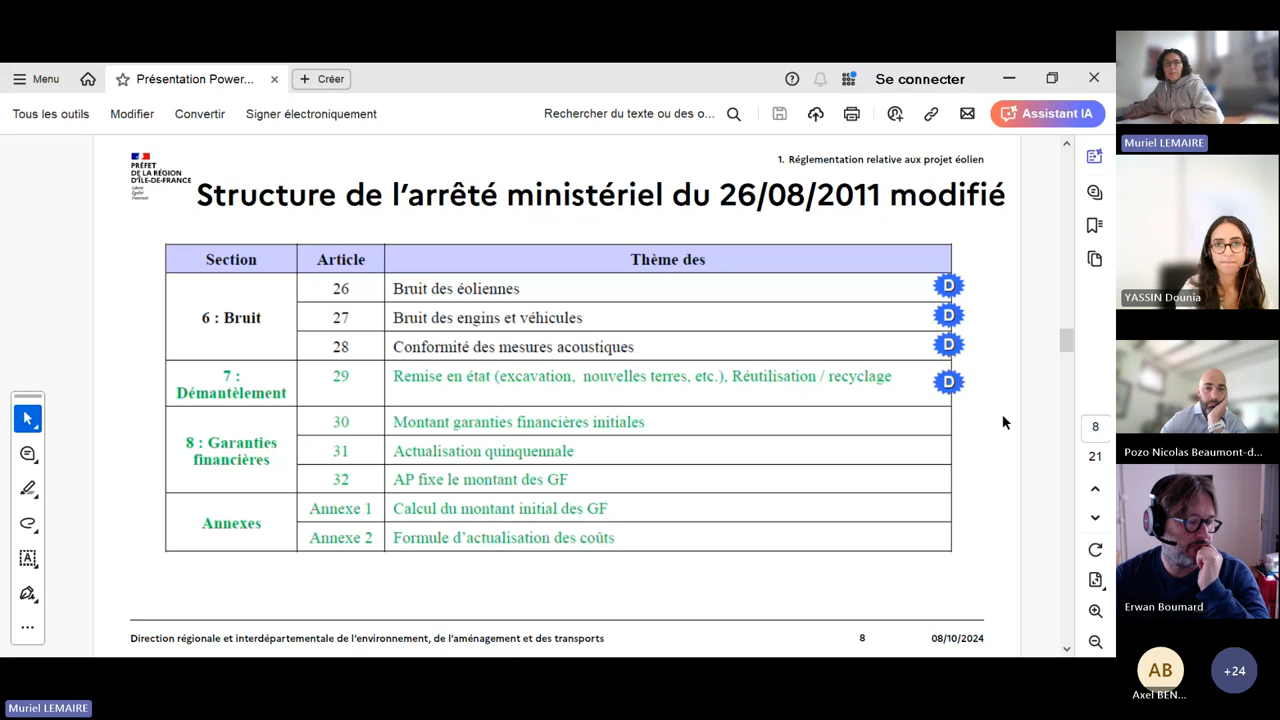 Menu
Présentation Power...
Créer
Se connecter
Tous les outils
Modifier
Convertir
Signer électroniquement
Rechercher du texte ou des o...
Assistant IA
PRÉFET
DE LA RÉGION
D'ÎLE-DE-FRANCE
Liberté
Égalité
Fraternité
1. Réglementation relative aux projet éolien
Structure de l'arrêté ministériel du 26/08/2011 modifié
Section Article Thème des
6 : Bruit
26 Bruit des éoliennes D
27 Bruit des engins et véhicules D
28 Conformité des mesures acoustiques D
7 :
Démantèlement
29 Remise en état (excavation, nouvelles terres, etc.), Réutilisation / recyclage D
8 : Garanties
financières
30 Montant garanties financières initiales
31 Actualisation quinquennale
32 AP fixe le montant des GF
Annexes
Annexe 1 Calcul du montant initial des GF
Annexe 2 Formule d'actualisation des coûts
Direction régionale et interdépartementale de l'environnement, de l'aménagement et des transports
8
08/10/2024
8
21
Muriel LEMAIRE
YASSIN Dounia
Pozo Nicolas Beaumont-d...
Erwan Boumard
AB
Axel BEN...
+24
Muriel LEMAIRE